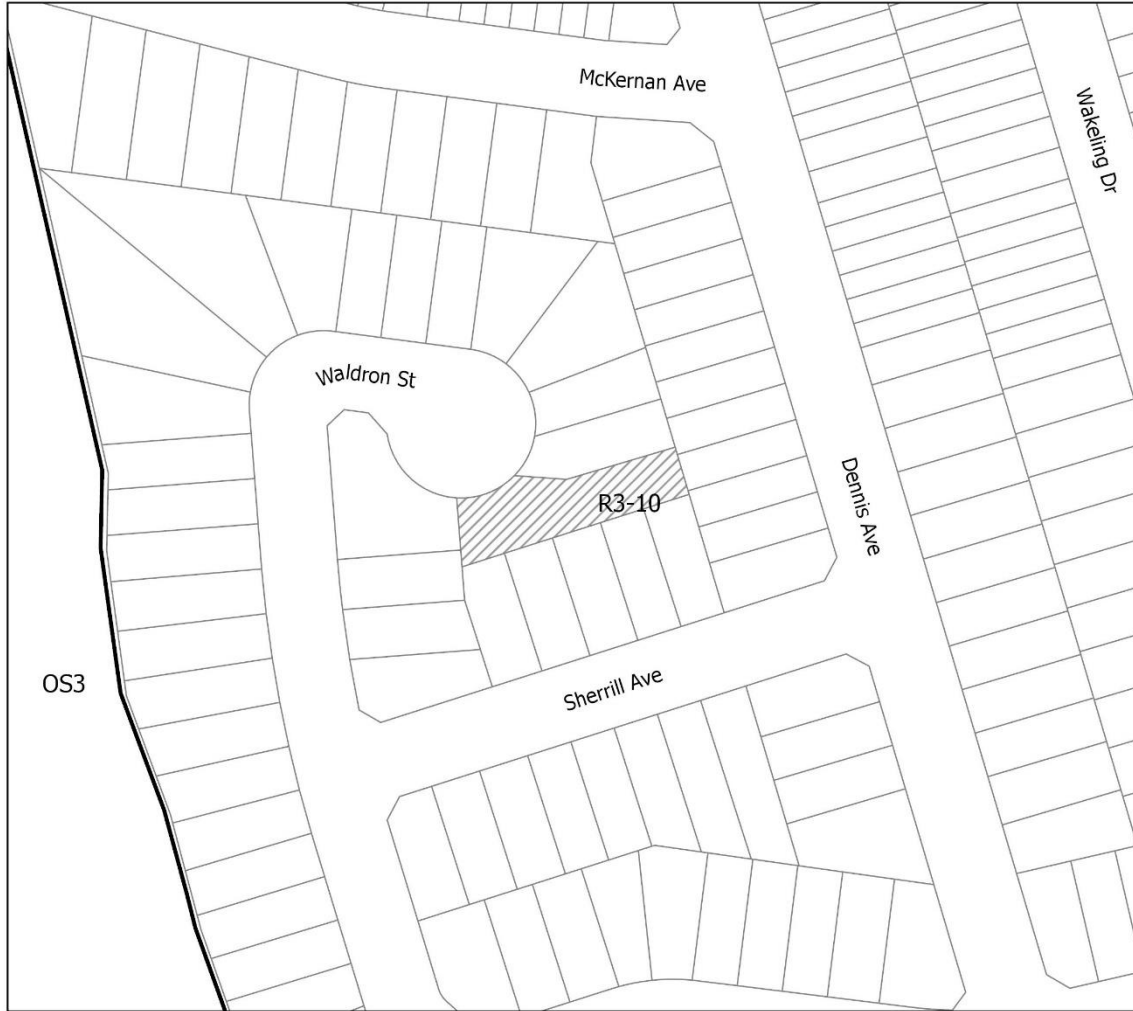 McKernan Ave
Wakeling Dr
Waldron St
Dennis Ave
R3-10
OS3
Sherrill Ave